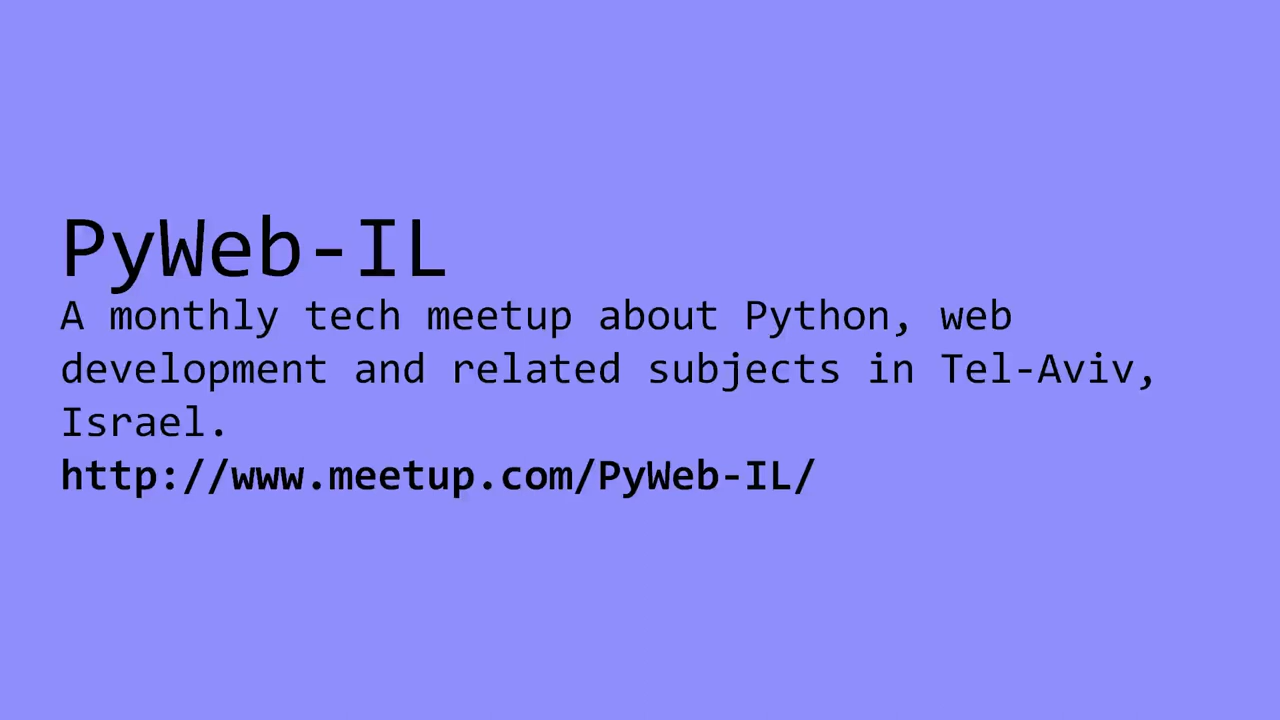 PyWeb-IL
A monthly tech meetup about Python, web
development and related subjects in Tel-Aviv,
Israel.
http://www.meetup.com/PyWeb-IL/